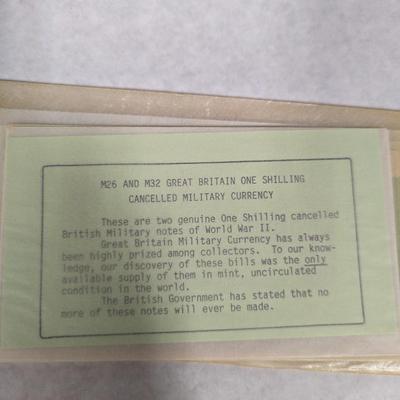 M26 AND M32 GREAT BRITAIN ONE SHILLING
CANCELLED MILITARY CURRENCY
These are two genuine One Shilling cancelled
British Military notes of World War II.
Great Britain Military Currency has always
been highly prized among collectors. To our know-
ledge, our discovery of these bills was the only
available supply of them in mint, uncirculated
condition in the world.
The British Government has stated that no
more of these notes will ever be made.